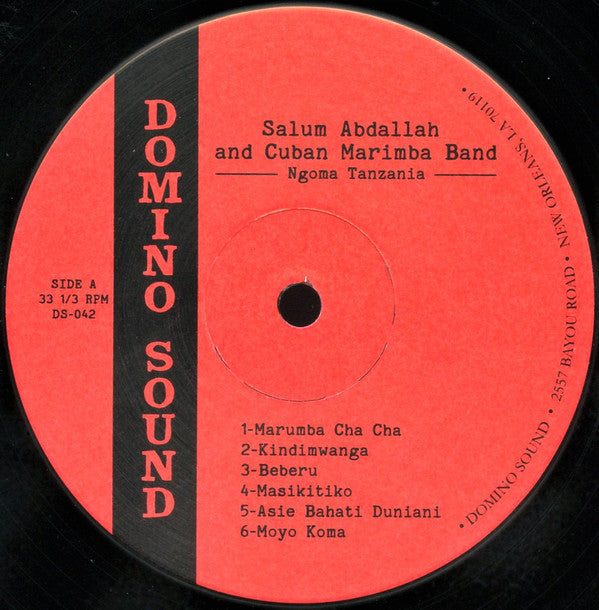 DOMINO SOUND
Salum Abdallah
and Cuban Marimba Band
Ngoma Tanzania
SIDE A
33 1/3 RPM
DS-042
1-Marumba Cha Cha
2-Kindimwanga
3-Beberu
4-Masikitiko
5-Asie Bahati Duniani
6-Moyo Koma
• DOMINO SOUND • 2557 BAYOU ROAD • NEW ORLEANS, LA 70119 •